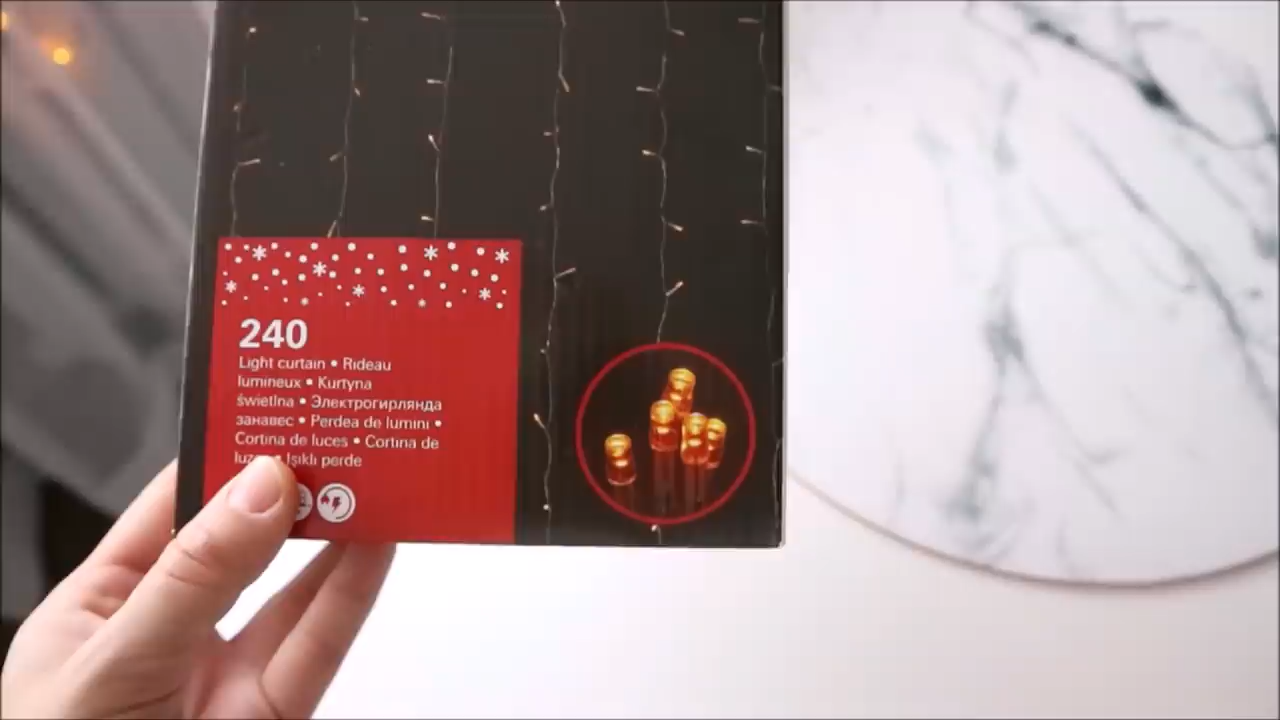 240
Light curtain • Rideau
lumineux • Kurtyna
świetlna • Электрогирлянда
занавес • Perdea de lumini •
Cortina de luces • Cortina de
• Işıklı perde